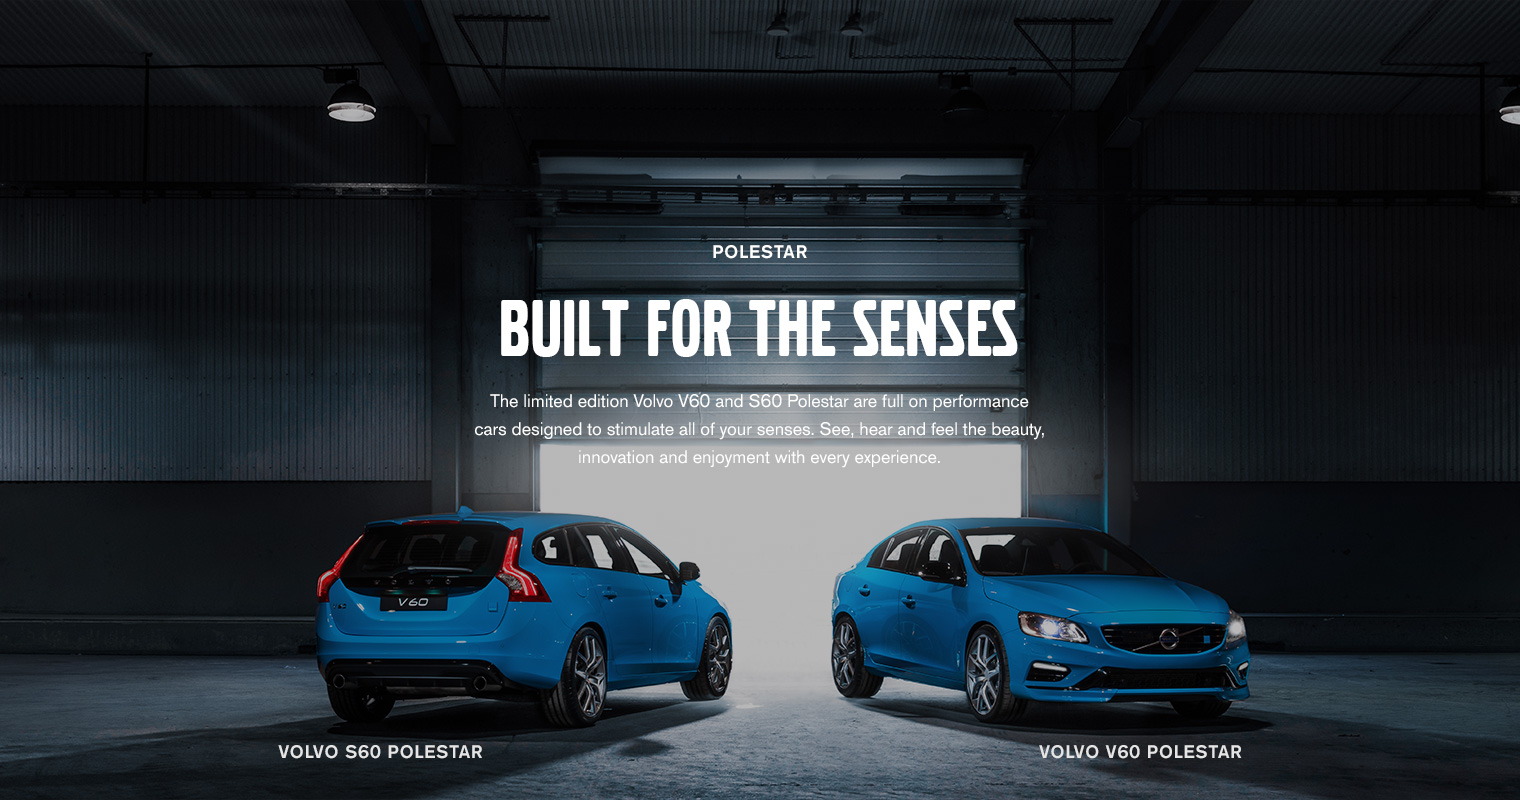 POLESTAR
BUILT FOR THE SENSES
The limited edition Volvo V60 and S60 Polestar are full on performance
cars designed to stimulate all of your senses. See, hear and feel the beauty,
innovation and enjoyment with every experience.
VOLVO
V60
VOLVO S60 POLESTAR
VOLVO V60 POLESTAR